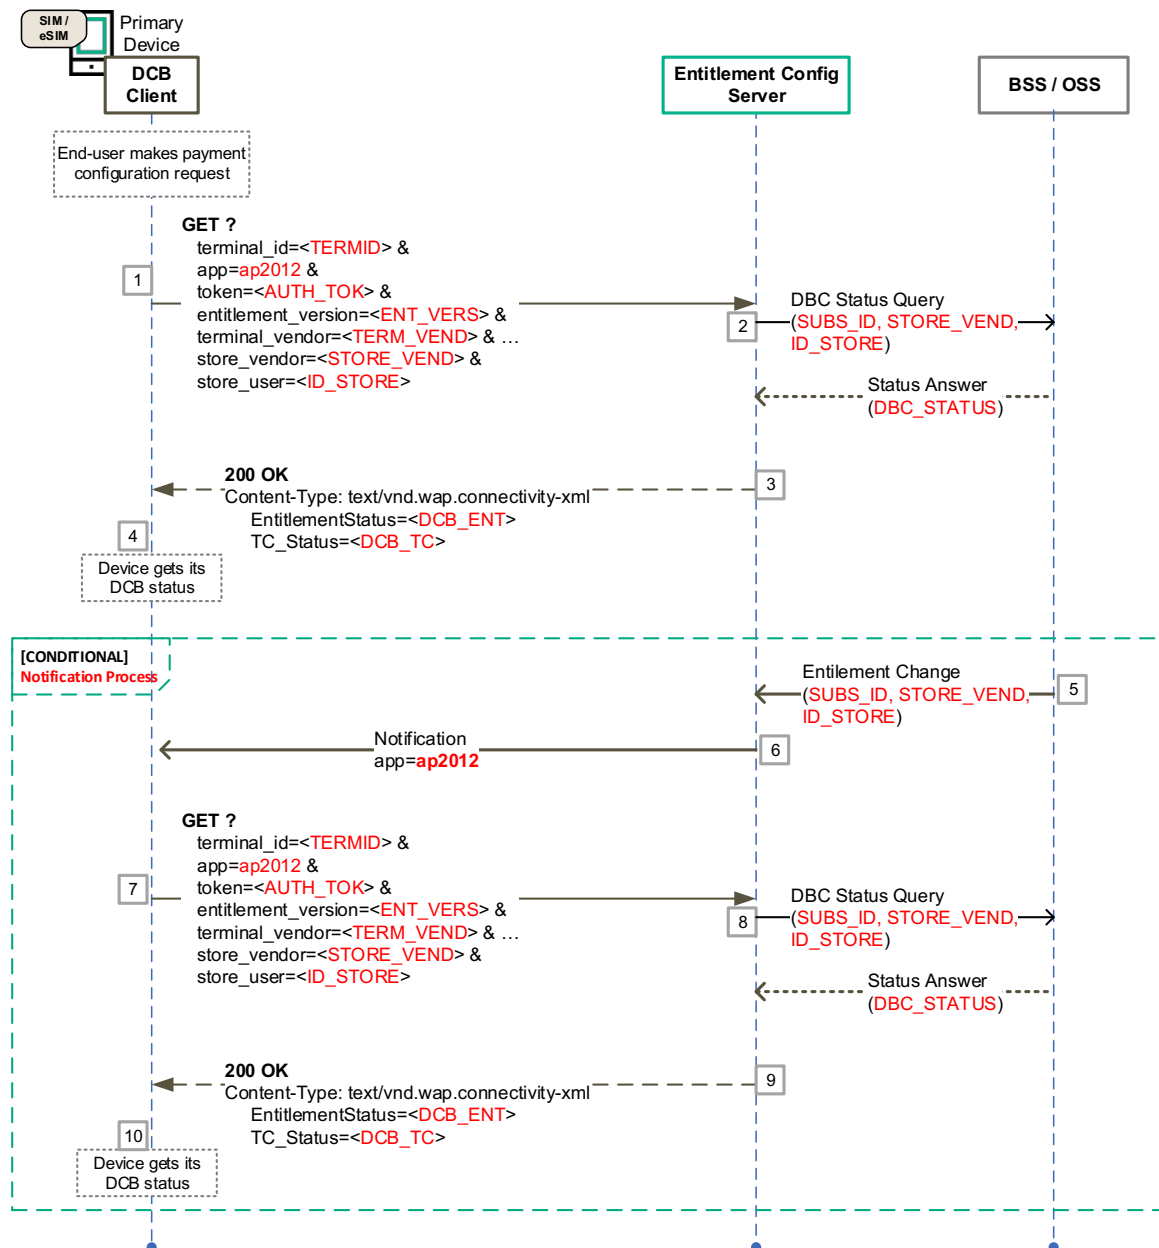 SIM /
eSIM
Primary
Device
DCB
Client
Entitlement Config
Server
BSS / OSS
End-user makes payment
configuration request
GET ?
terminal_id=<TERMID> &
app=ap2012 &
token=<AUTH_TOK> &
entitlement_version=<ENT_VERS> &
terminal_vendor=<TERM_VEND> & ...
store_vendor=<STORE_VEND> &
store_user=<ID_STORE>
1
2
DBC Status Query
(SUBS_ID, STORE_VEND,
ID_STORE)
Status Answer
(DBC_STATUS)
200 OK
Content-Type: text/vnd.wap.connectivity-xml
EntitlementStatus=<DCB_ENT>
TC_Status=<DCB_TC>
3
4
Device gets its
DCB status
[CONDITIONAL]
Notification Process
Entilement Change
(SUBS_ID, STORE_VEND,
ID_STORE)
5
Notification
app=ap2012
6
GET ?
terminal_id=<TERMID> &
app=ap2012 &
token=<AUTH_TOK> &
entitlement_version=<ENT_VERS> &
terminal_vendor=<TERM_VEND> & ...
store_vendor=<STORE_VEND> &
store_user=<ID_STORE>
7
8
DBC Status Query
(SUBS_ID, STORE_VEND,
ID_STORE)
Status Answer
(DBC_STATUS)
200 OK
Content-Type: text/vnd.wap.connectivity-xml
EntitlementStatus=<DCB_ENT>
TC_Status=<DCB_TC>
9
10
Device gets its
DCB status